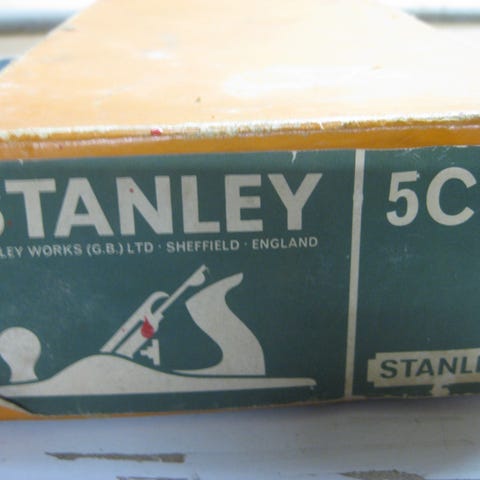 STANLEY
LEY WORKS (G.B.) LTD · SHEFFIELD · ENGLAND
5C
STANL